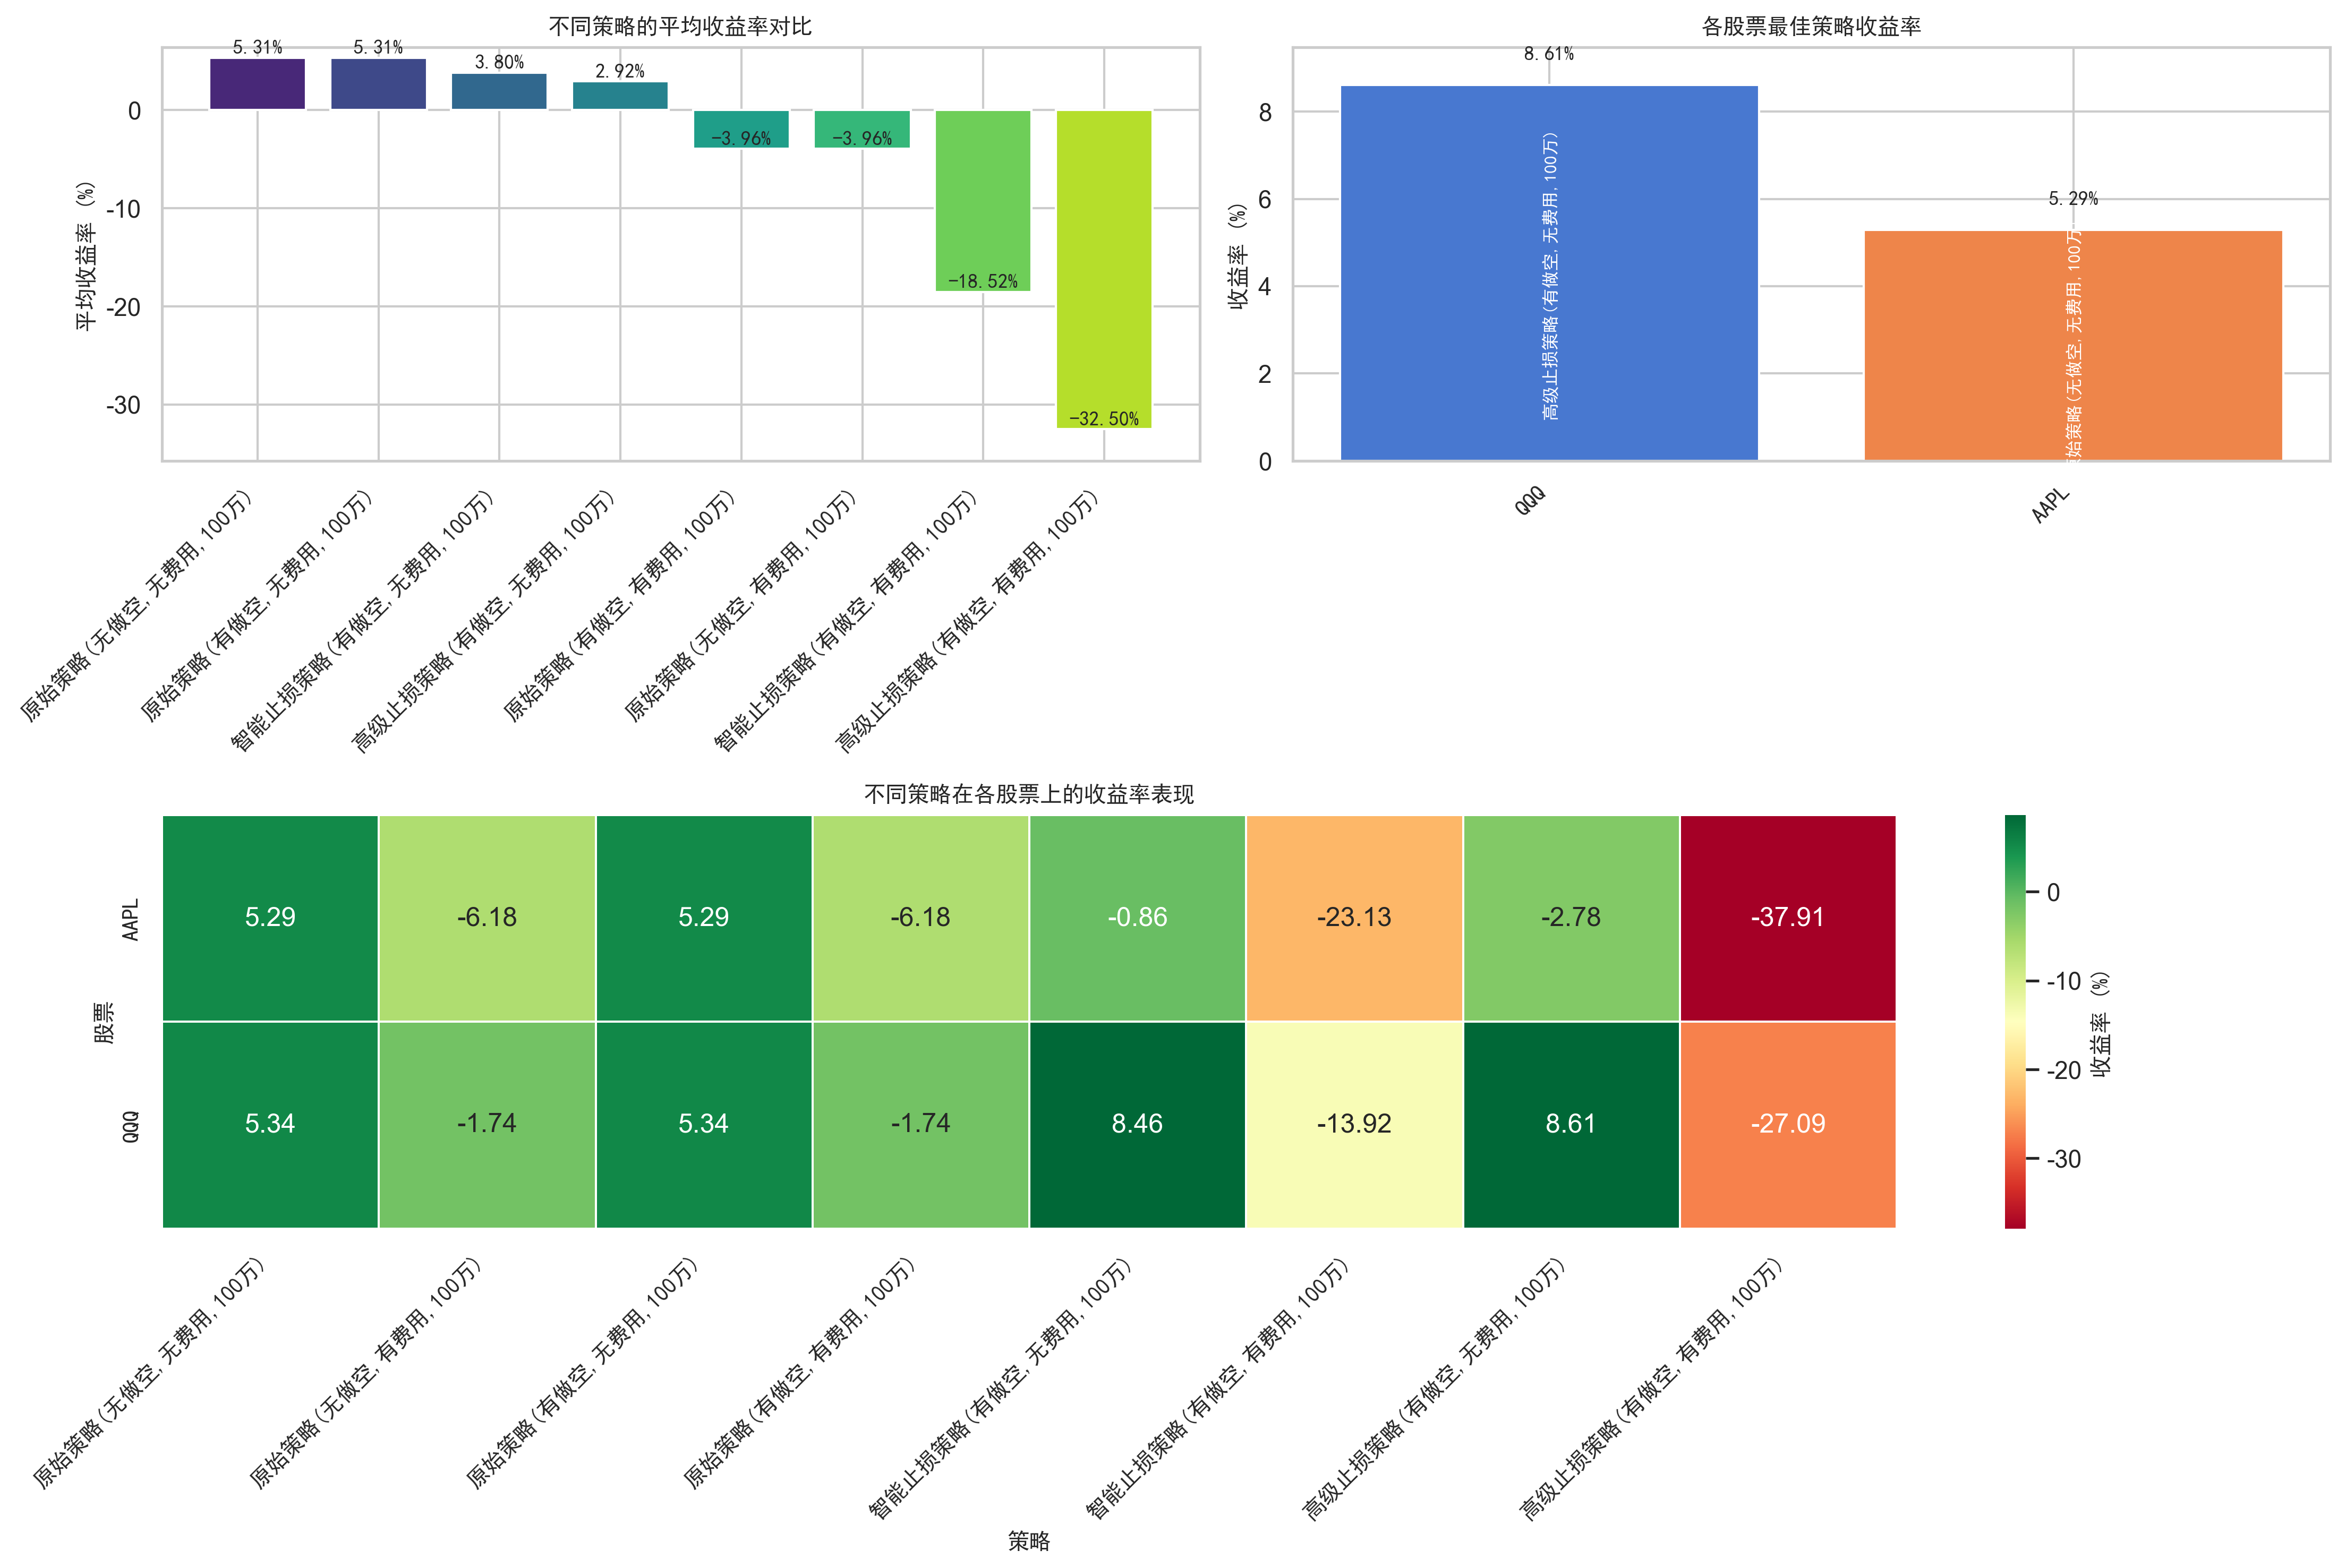 不同策略的平均收益率对比
平均收益率 (%)
0
-10
-20
-30
5.31%
5.31%
3.80%
2.92%
−3.96%
−3.96%
−18.52%
−32.50%
原始策略(无做空,无费用,100万)
原始策略(有做空,无费用,100万)
智能止损策略(有做空,无费用,100万)
高级止损策略(有做空,无费用,100万)
原始策略(有做空,有费用,100万)
原始策略(无做空,有费用,100万)
智能止损策略(有做空,有费用,100万)
高级止损策略(有做空,有费用,100万)
各股票最佳策略收益率
收益率 (%)
8
6
4
2
0
8.61%
5.29%
高级止损策略(有做空,无费用,100万)
始策略(无做空,无费用,100万
QQQ
AAPL
不同策略在各股票上的收益率表现
股票
AAPL
5.29 -6.18 5.29 -6.18 -0.86 -23.13 -2.78 -37.91
QQQ
5.34 -1.74 5.34 -1.74 8.46 -13.92 8.61 -27.09
原始策略(无做空,无费用,100万)
原始策略(无做空,有费用,100万)
原始策略(有做空,无费用,100万)
原始策略(有做空,有费用,100万)
智能止损策略(有做空,无费用,100万)
智能止损策略(有做空,有费用,100万)
高级止损策略(有做空,无费用,100万)
高级止损策略(有做空,有费用,100万)
策略
0
-10
-20
-30
收益率 (%)